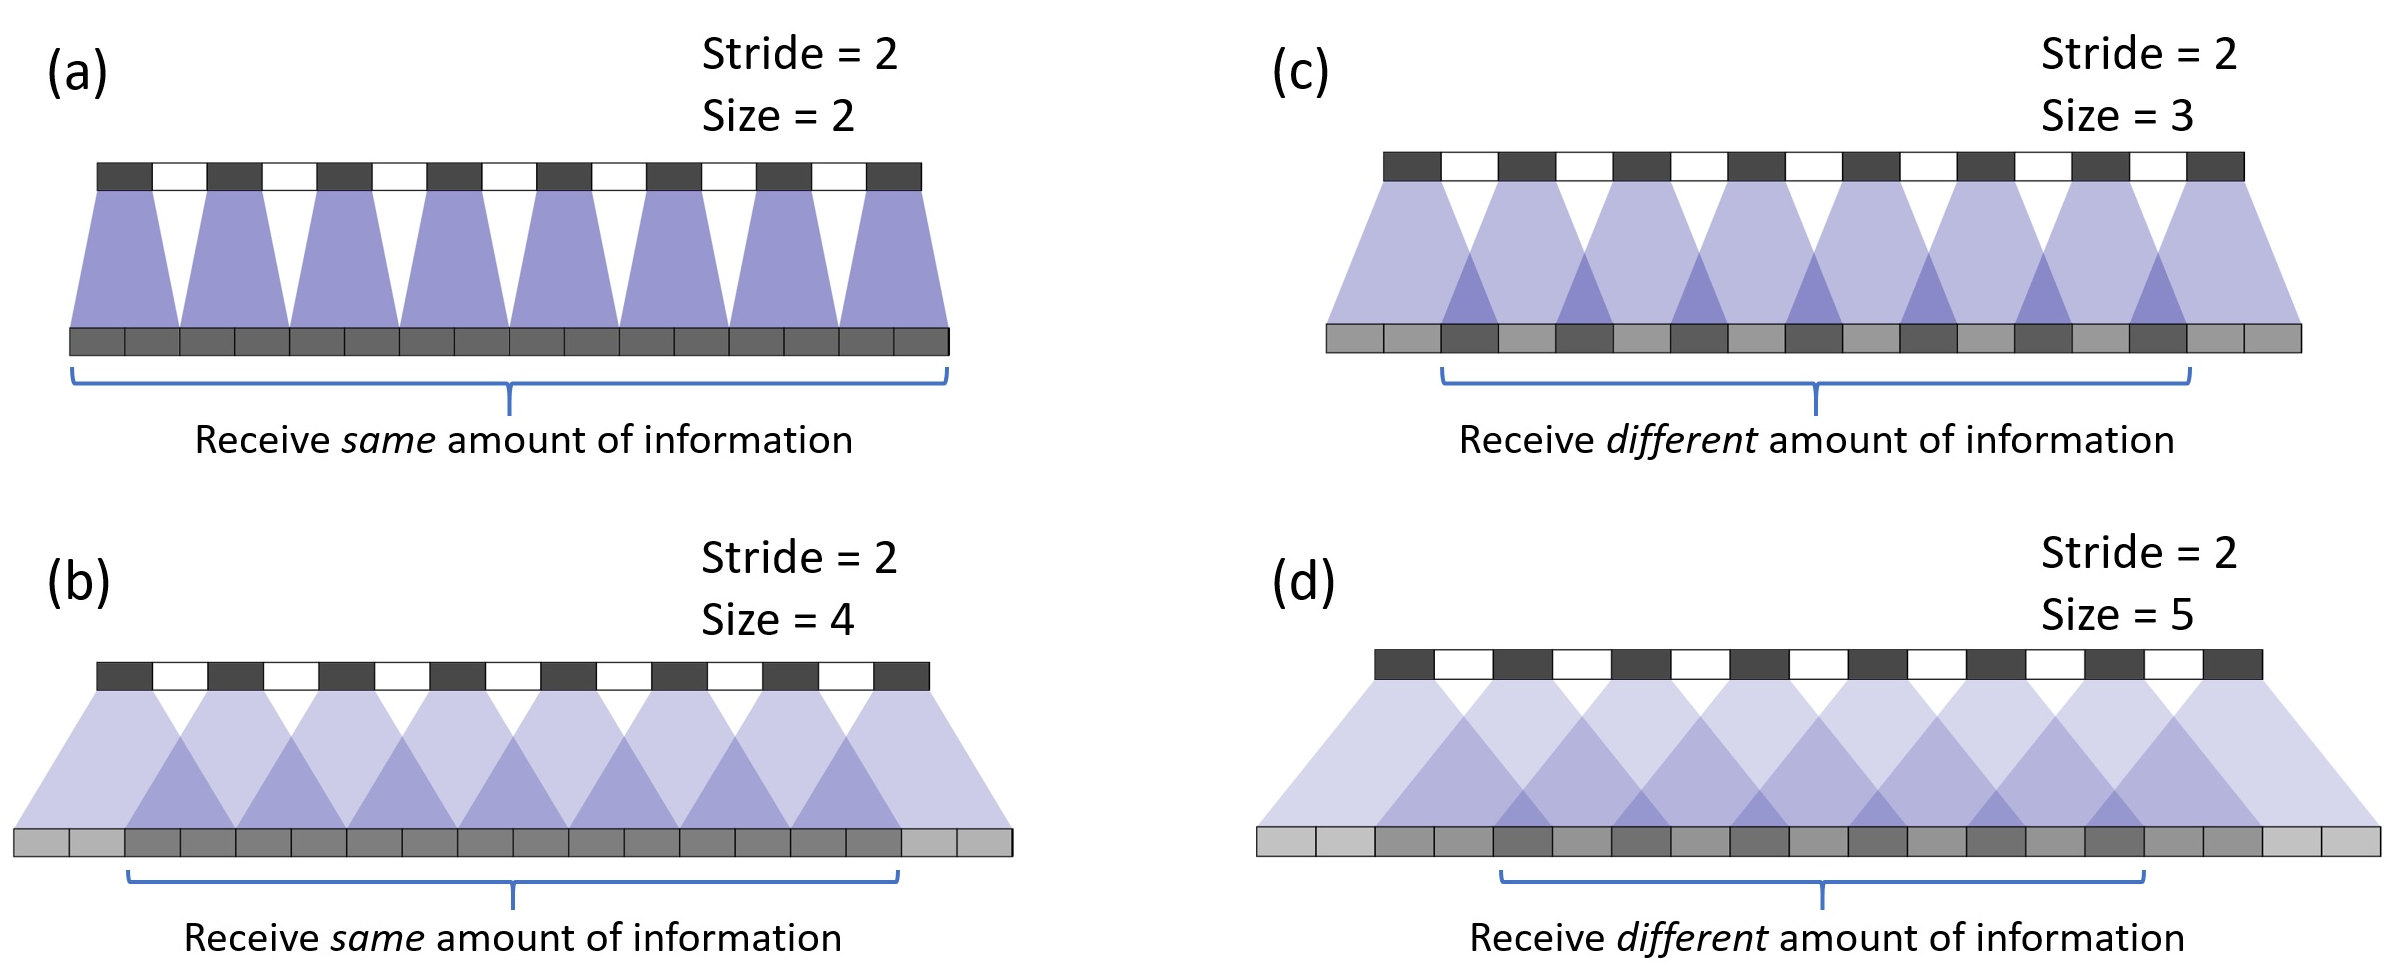 (a)
Stride = 2
Size = 2
Receive same amount of information
(b)
Stride = 2
Size = 4
Receive same amount of information
(c)
Stride = 2
Size = 3
Receive different amount of information
(d)
Stride = 2
Size = 5
Receive different amount of information